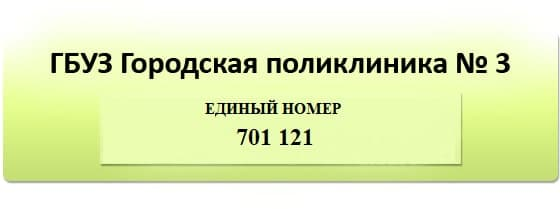 ГБУЗ Городская поликлиника № 3
ЕДИНЫЙ НОМЕР
701 121